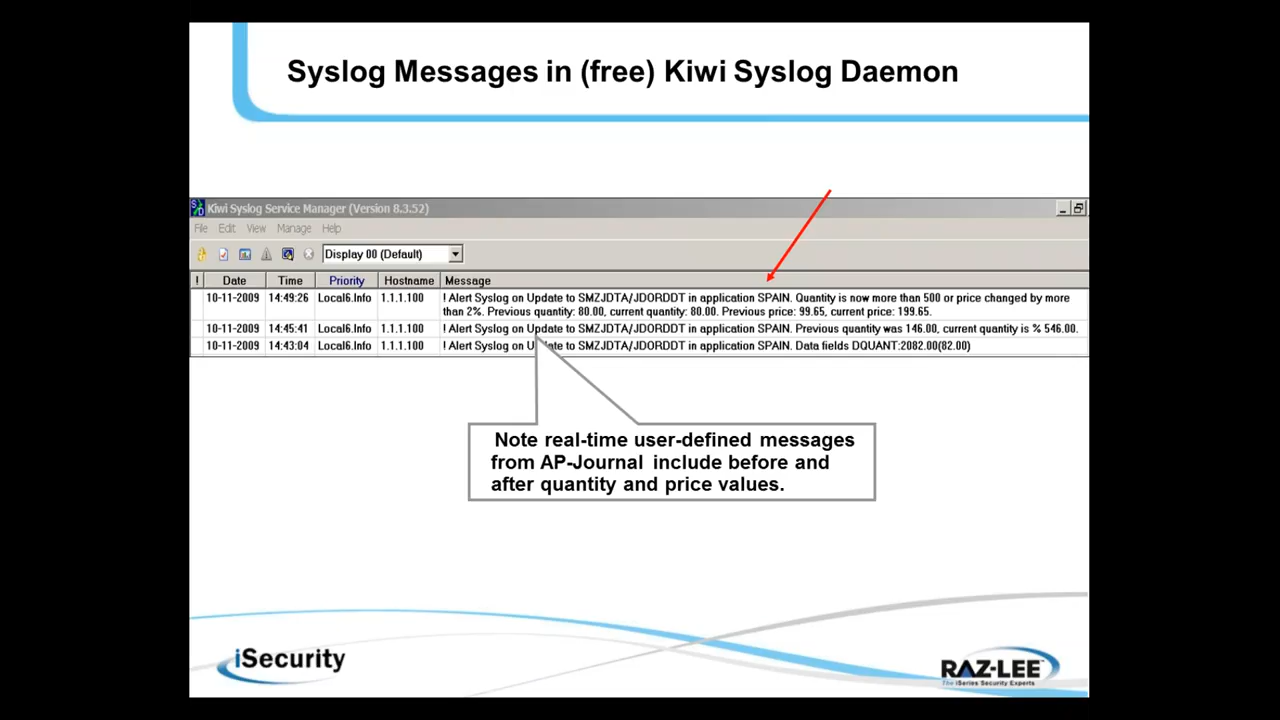 Syslog Messages in (free) Kiwi Syslog Daemon
Kiwi Syslog Service Manager (Version 8.3.52)
File Edit View Manage Help
Display 00 (Default)
! Date Time Priority Hostname Message
10-11-2009 14:49:26 Local6.Info 1.1.1.100 ! Alert Syslog on Update to SMZJDTA/JDORDDT in application SPAIN. Quantity is now more than 500 or price changed by more
than 2%. Previous quantity: 80.00, current quantity: 80.00. Previous price: 99.65, current price: 199.65.
10-11-2009 14:45:41 Local6.Info 1.1.1.100 ! Alert Syslog on Update to SMZJDTA/JDORDDT in application SPAIN. Previous quantity was 146.00, current quantity is % 546.00.
10-11-2009 14:43:04 Local6.Info 1.1.1.100 ! Alert Syslog on Update to SMZJDTA/JDORDDT in application SPAIN. Data fields DQUANT:2082.00(82.00)
Note real-time user-defined messages
from AP-Journal include before and
after quantity and price values.
iSecurity
RAZ-LEE™
The iSeries Security Experts